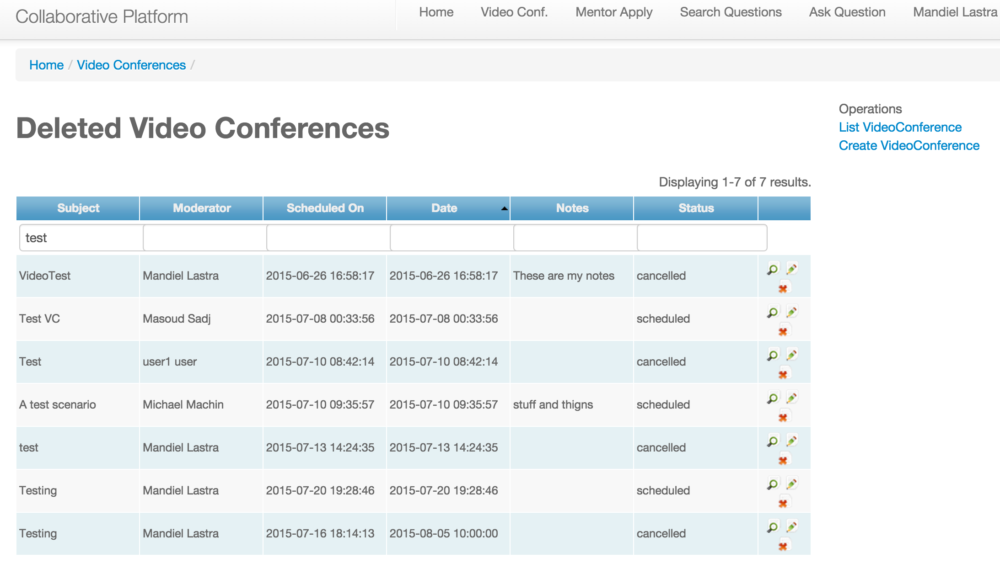 Collaborative Platform Home Video Conf. Mentor Apply Search Questions Ask Question Mandiel Lastra
Home / Video Conferences /
Deleted Video Conferences
Operations
List VideoConference
Create VideoConference
Displaying 1-7 of 7 results.
Subject Moderator Scheduled On Date Notes Status
test
VideoTest Mandiel Lastra 2015-06-26 16:58:17 2015-06-26 16:58:17 These are my notes cancelled
Test VC Masoud Sadj 2015-07-08 00:33:56 2015-07-08 00:33:56 scheduled
Test user1 user 2015-07-10 08:42:14 2015-07-10 08:42:14 cancelled
A test scenario Michael Machin 2015-07-10 09:35:57 2015-07-10 09:35:57 stuff and thigns scheduled
test Mandiel Lastra 2015-07-13 14:24:35 2015-07-13 14:24:35 cancelled
Testing Mandiel Lastra 2015-07-20 19:28:46 2015-07-20 19:28:46 scheduled
Testing Mandiel Lastra 2015-07-16 18:14:13 2015-08-05 10:00:00 cancelled